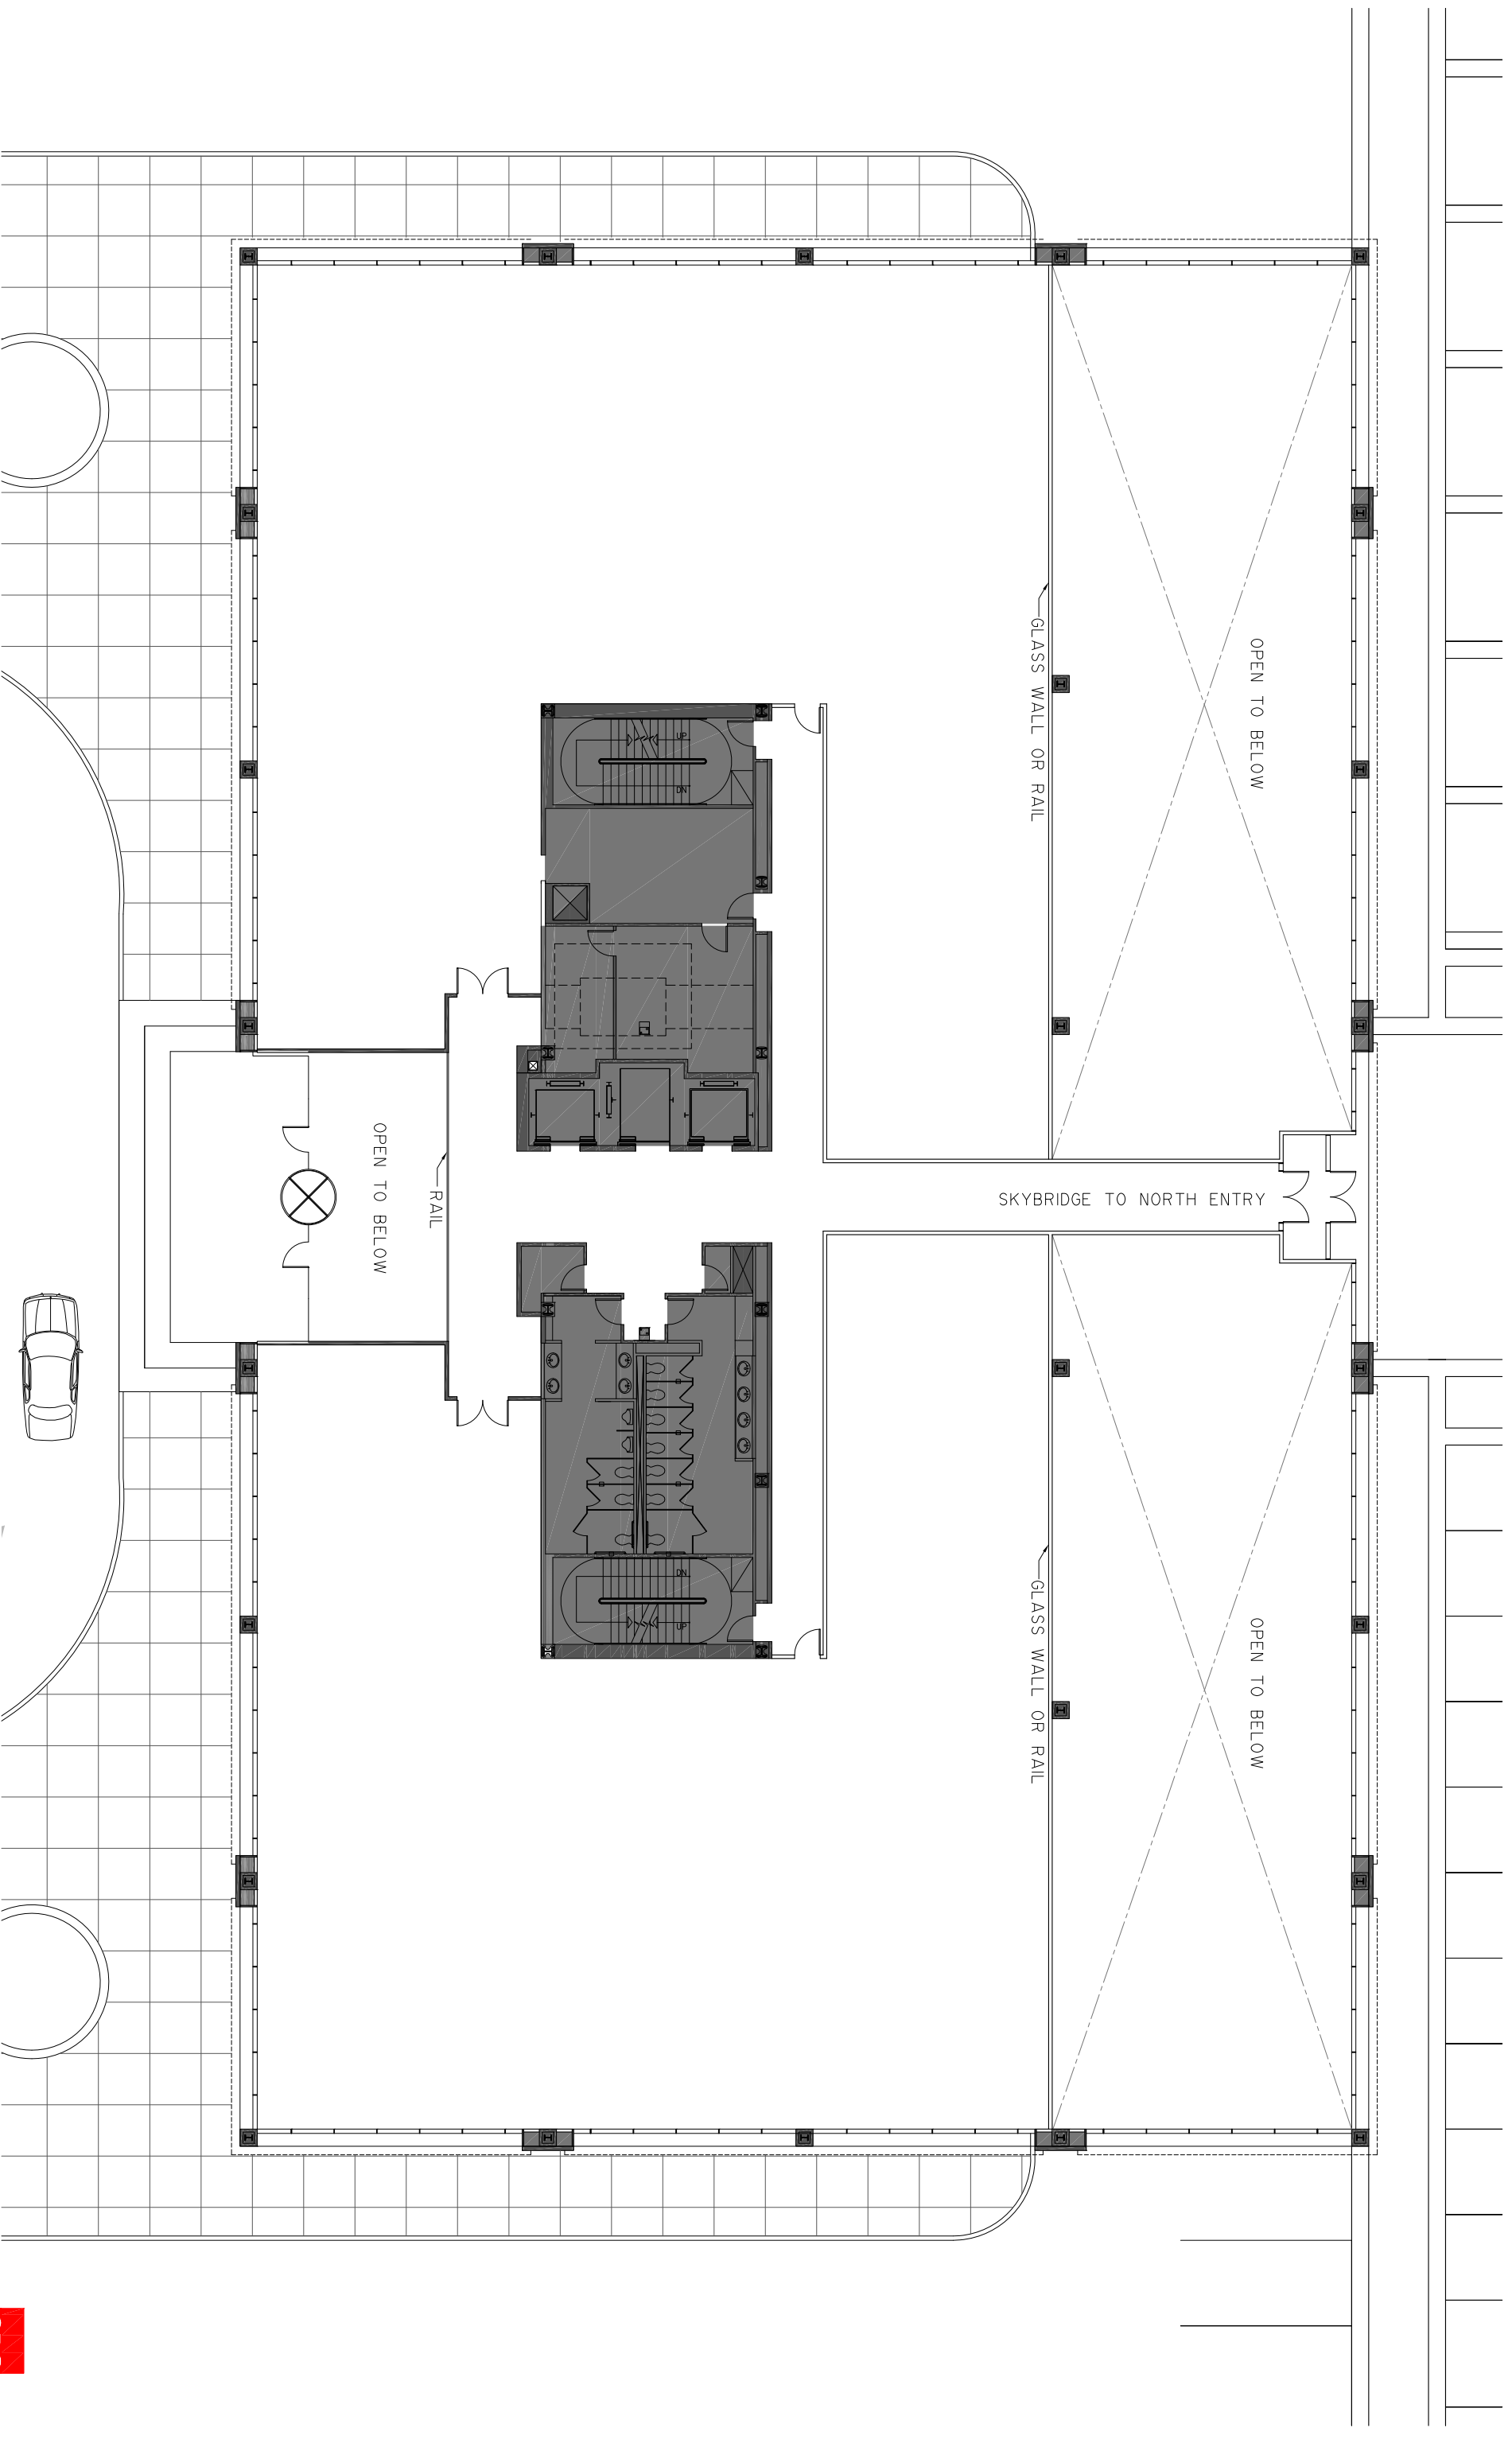 OPEN TO BELOW
GLASS WALL OR RAIL
UP
DN
OPEN TO BELOW
RAIL
SKYBRIDGE TO NORTH ENTRY
DN
UP
GLASS WALL OR RAIL
OPEN TO BELOW